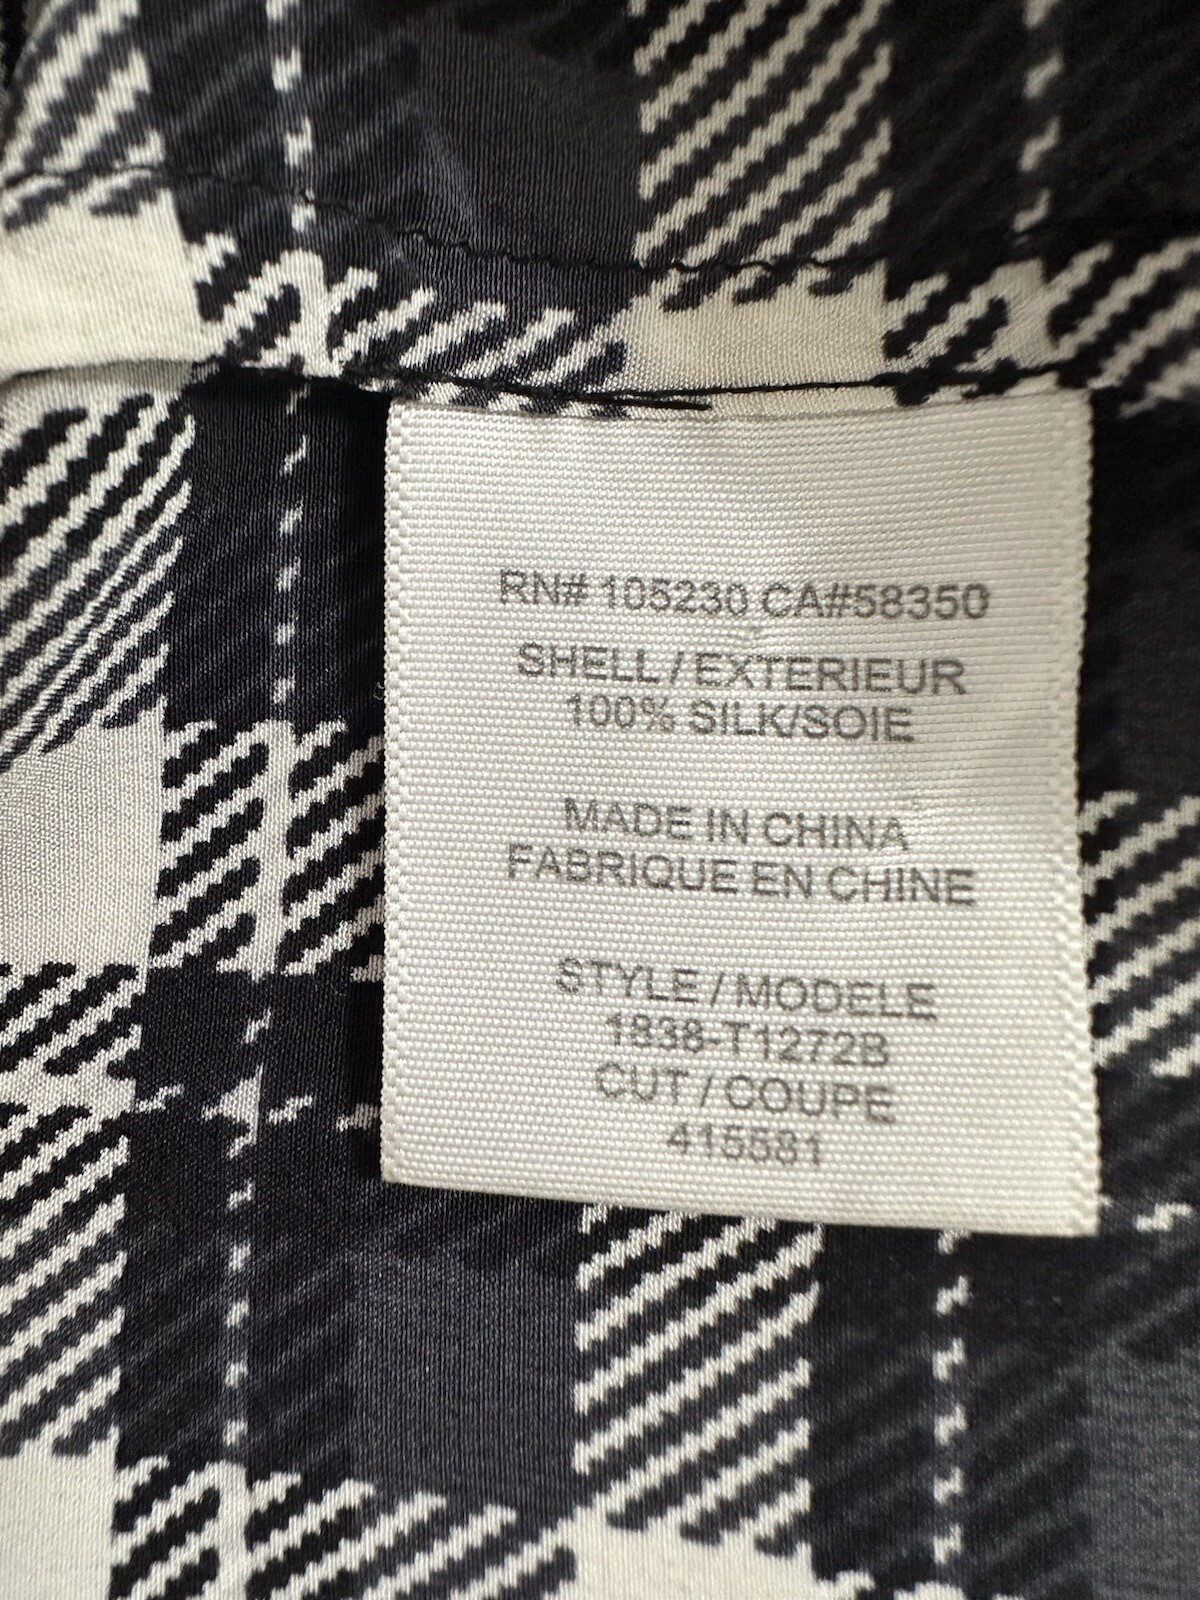 RN# 105230 CA#58350
SHELL / EXTERIEUR
100% SILK/SOIE
MADE IN CHINA
FABRIQUE EN CHINE
STYLE / MODELE
1838-T1272B
CUT / COUPE
415581